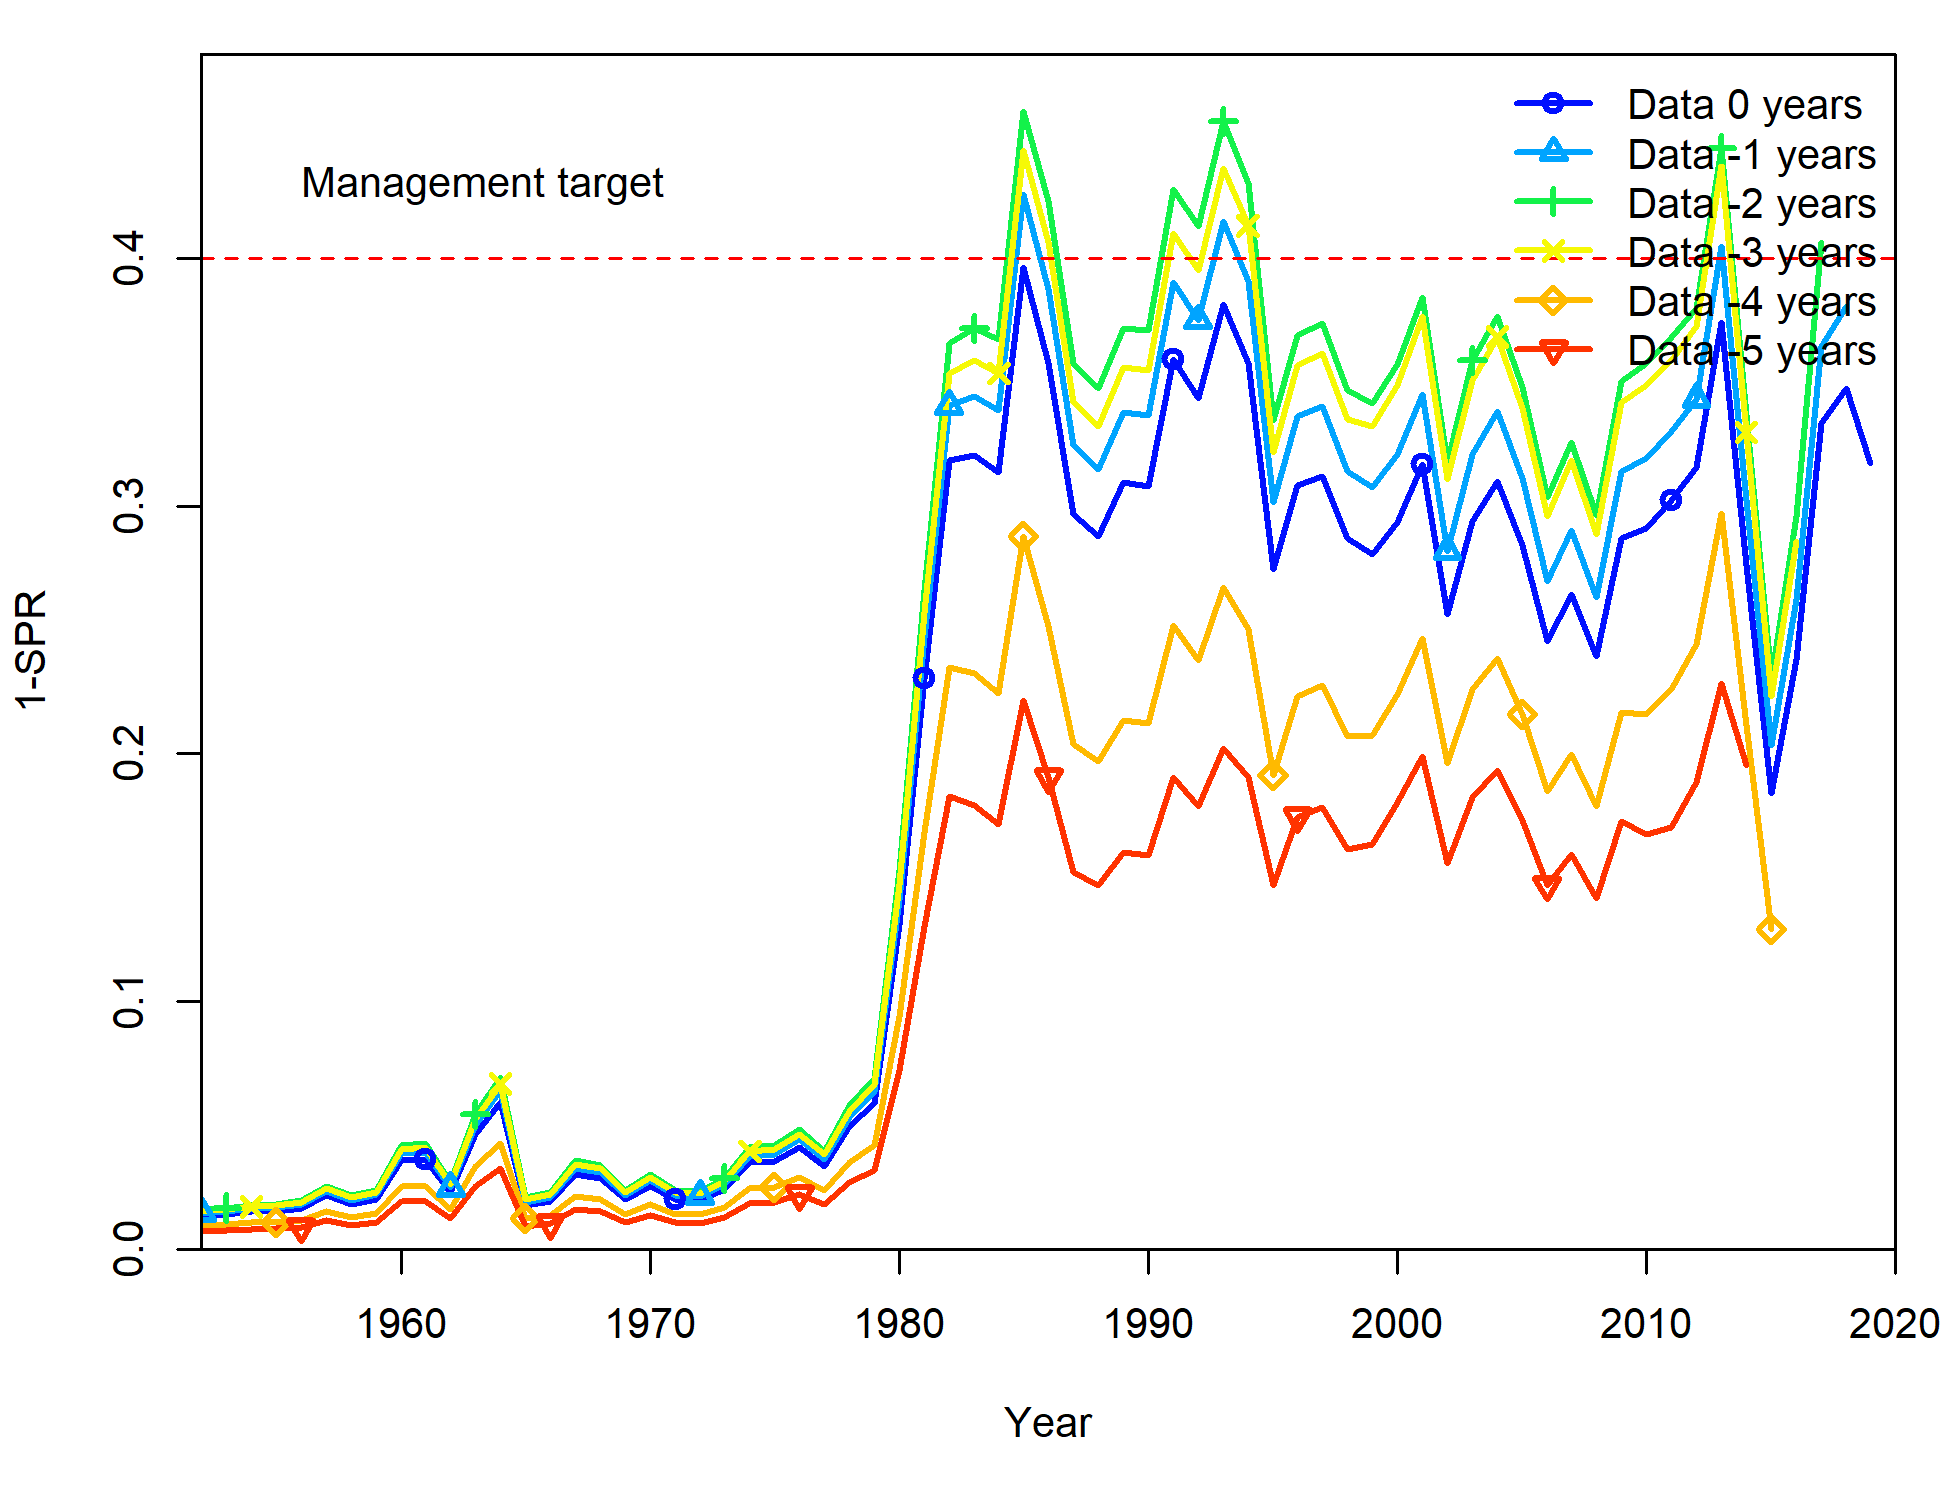 Management target
Data 0 years
Data -1 years
Data -2 years
Data -3 years
Data -4 years
Data -5 years
1-SPR
0.4
0.3
0.2
0.1
0.0
1960 1970 1980 1990 2000 2010 2020
Year